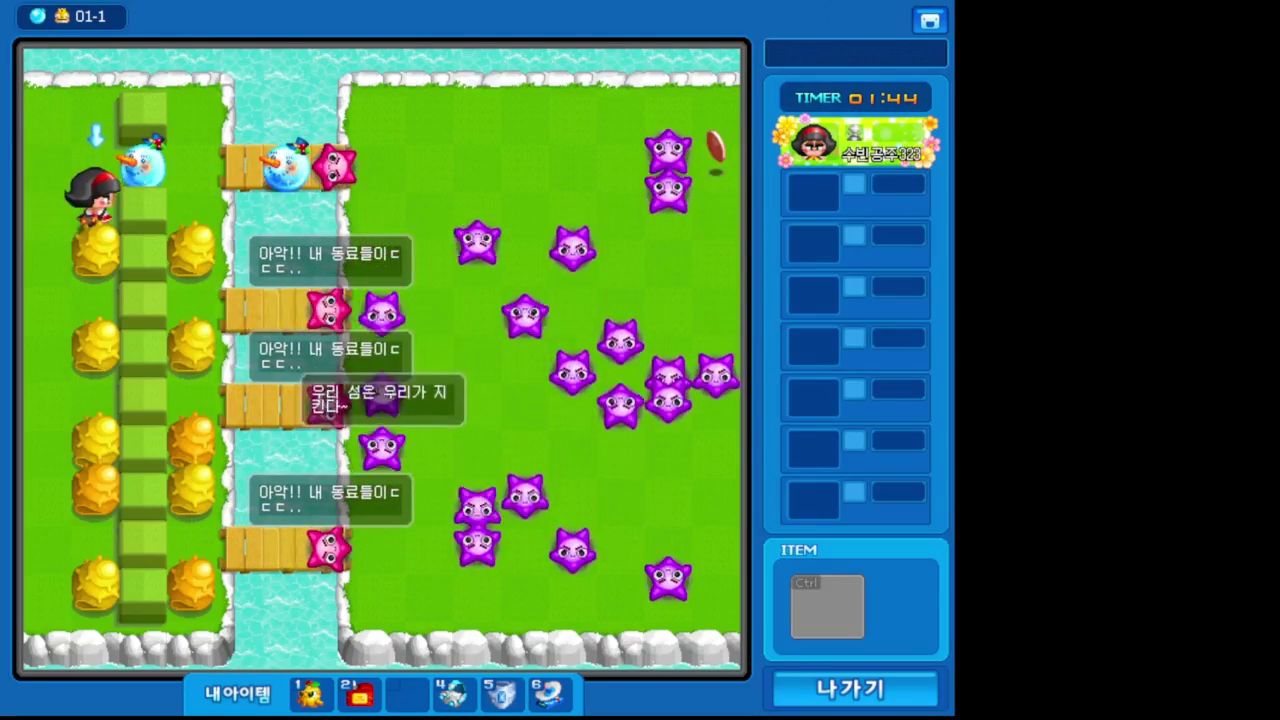 01-1
TIMER 01:44
수빈공주323
아악!! 내 동료들이ㄷ
ㄷㄷ..
아악!! 내 동료들이ㄷ
ㄷㄷ..
우리 섬은 우리가 지
킨다~
아악!! 내 동료들이ㄷ
ㄷㄷ..
ITEM
Ctrl
내아이템
1
2
4
5
6
나가기